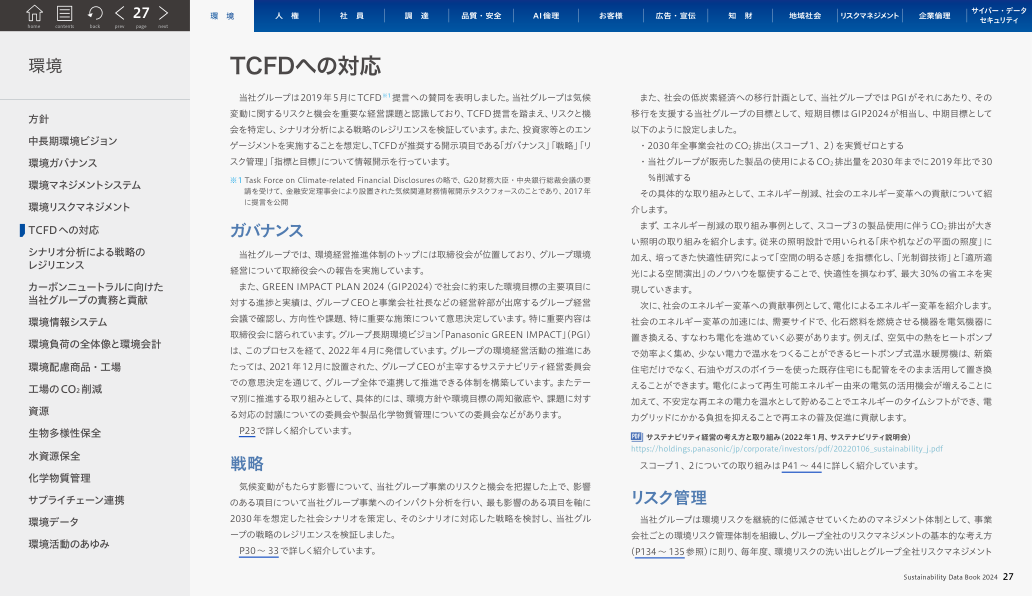 home
contents
back
prev
27
page
next
環 境
人 権
社 員
調 達
品質・安全
AI倫理
お客様
広告・宣伝
知 財
地域社会
リスクマネジメント
企業倫理
サイバー・データ
セキュリティ
環境
方針
中長期環境ビジョン
環境ガバナンス
環境マネジメントシステム
環境リスクマネジメント
TCFDへの対応
シナリオ分析による戦略の
レジリエンス
カーボンニュートラルに向けた
当社グループの責務と貢献
環境情報システム
環境負荷の全体像と環境会計
環境配慮商品・工場
工場のCO₂削減
資源
生物多様性保全
水資源保全
化学物質管理
サプライチェーン連携
環境データ
環境活動のあゆみ
TCFDへの対応
当社グループは2019年5月にTCFD※1提言への賛同を表明しました。当社グループは気候
変動に関するリスクと機会を重要な経営課題と認識しており、TCFD提言を踏まえ、リスクと機
会を特定し、シナリオ分析による戦略のレジリエンスを検証しています。また、投資家等とのエン
ゲージメントを実施することを想定し、TCFDが推奨する開示項目である「ガバナンス」「戦略」「リ
スク管理」「指標と目標」について情報開示を行っています。
※1 Task Force on Climate-related Financial Disclosuresの略で、G20財務大臣・中央銀行総裁会議の要
請を受けて、金融安定理事会により設置された気候関連財務情報開示タスクフォースのことであり、2017年
に提言を公開
ガバナンス
当社グループでは、環境経営推進体制のトップには取締役会が位置しており、グループ環境
経営について取締役会への報告を実施しています。
また、GREEN IMPACT PLAN 2024（GIP2024）で社会に約束した環境目標の主要項目に
対する進捗と実績は、グループCEOと事業会社社長などの経営幹部が出席するグループ経営
会議で確認し、方向性や課題、特に重要な施策について意思決定しています。特に重要内容は
取締役会に諮られています。グループ長期環境ビジョン「Panasonic GREEN IMPACT」（PGI）
は、このプロセスを経て、2022年4月に発信しています。グループの環境経営活動の推進にあ
たっては、2021年12月に設置された、グループCEOが主宰するサステナビリティ経営委員会
での意思決定を通じて、グループ全体で連携して推進できる体制を構築しています。またテー
マ別に推進する取り組みとして、具体的には、環境方針や環境目標の周知徹底や、課題に対す
る対応の討議についての委員会や製品化学物質管理についての委員会などがあります。
P23で詳しく紹介しています。
戦略
気候変動がもたらす影響について、当社グループ事業のリスクと機会を把握した上で、影響
のある項目について当社グループ事業へのインパクト分析を行い、最も影響のある項目を軸に
2030年を想定した社会シナリオを策定し、そのシナリオに対応した戦略を検討し、当社グル
ープの戦略のレジリエンスを検証しました。
P30～33で詳しく紹介しています。
また、社会の低炭素経済への移行計画として、当社グループではPGIがそれにあたり、その
移行を支援する当社グループの目標として、短期目標はGIP2024が相当し、中期目標として
以下のように設定しました。
・2030年全事業会社のCO₂排出（スコープ1、2）を実質ゼロとする
・当社グループが販売した製品の使用によるCO₂排出量を2030年までに2019年比で30
%削減する
その具体的な取り組みとして、エネルギー削減、社会のエネルギー変革への貢献について紹
介します。
まず、エネルギー削減の取り組み事例として、スコープ3の製品使用に伴うCO₂排出が大き
い照明の取り組みを紹介します。従来の照明設計で用いられる「床や机などの平面の照度」に
加え、培ってきた快適性研究によって「空間の明るさ感」を指標化し、「光制御技術」と「適所適
光による空間演出」のノウハウを駆使することで、快適性を損なわず、最大30%の省エネを実
現していきます。
次に、社会のエネルギー変革への貢献事例として、電化によるエネルギー変革を紹介します。
社会のエネルギー変革の加速には、需要サイドで、化石燃料を燃焼させる機器を電気機器に
置き換える、すなわち電化を進めていく必要があります。例えば、空気中の熱をヒートポンプ
で効率よく集め、少ない電力で温水をつくることができるヒートポンプ式温水暖房機は、新築
住宅だけでなく、石油やガスのボイラーを使った既存住宅にも配管をそのまま活用して置き換
えることができます。電化によって再生可能エネルギー由来の電気の活用機会が増えることに
加えて、不安定な再エネの電力を温水として貯めることでエネルギーのタイムシフトができ、電
力グリッドにかかる負担を抑えることで再エネの普及促進に貢献します。
PDF サステナビリティ経営の考え方と取り組み（2022年1月、サステナビリティ説明会）
https://holdings.panasonic/jp/corporate/investors/pdf/20220106_sustainability_j.pdf
スコープ1、2についての取り組みはP41～44に詳しく紹介しています。
リスク管理
当社グループは環境リスクを継続的に低減させていくためのマネジメント体制として、事業
会社ごとの環境リスク管理体制を組織し、グループ全社のリスクマネジメントの基本的な考え方
（P134～135参照）に則り、毎年度、環境リスクの洗い出しとグループ全社リスクマネジメント
Sustainability Data Book 2024 27